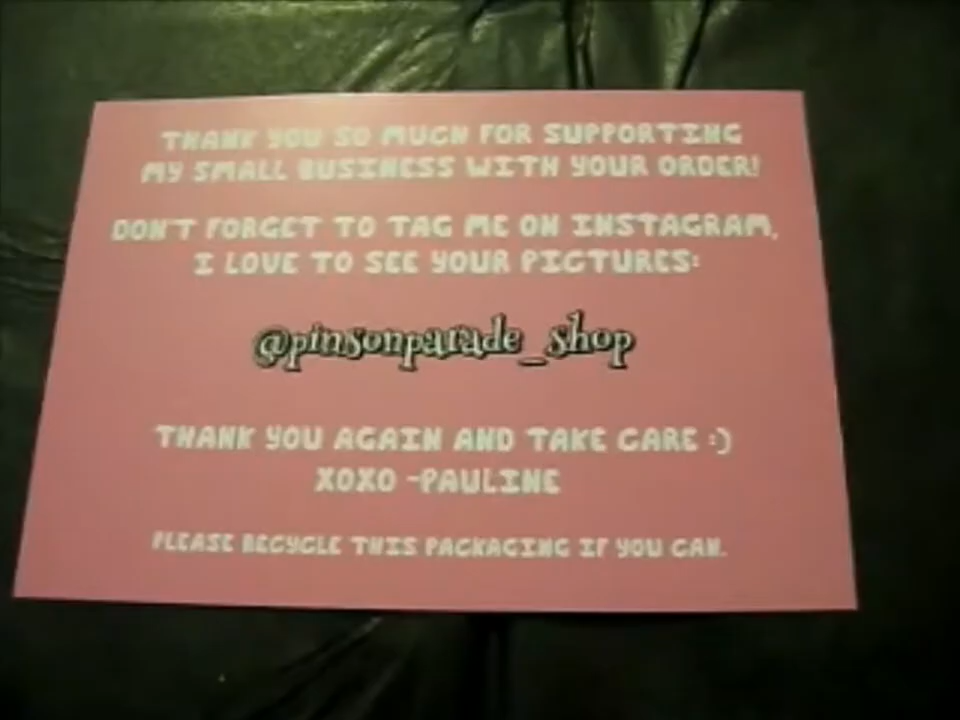 THANK YOU SO MUCH FOR SUPPORTING
MY SMALL BUSINESS WITH YOUR ORDER!
DON'T FORGET TO TAG ME ON INSTAGRAM,
I LOVE TO SEE YOUR PICTURES:
@pinsonparade_shop
THANK YOU AGAIN AND TAKE CARE :)
XOXO -PAULINE
PLEASE RECYCLE THIS PACKAGING IF YOU CAN.